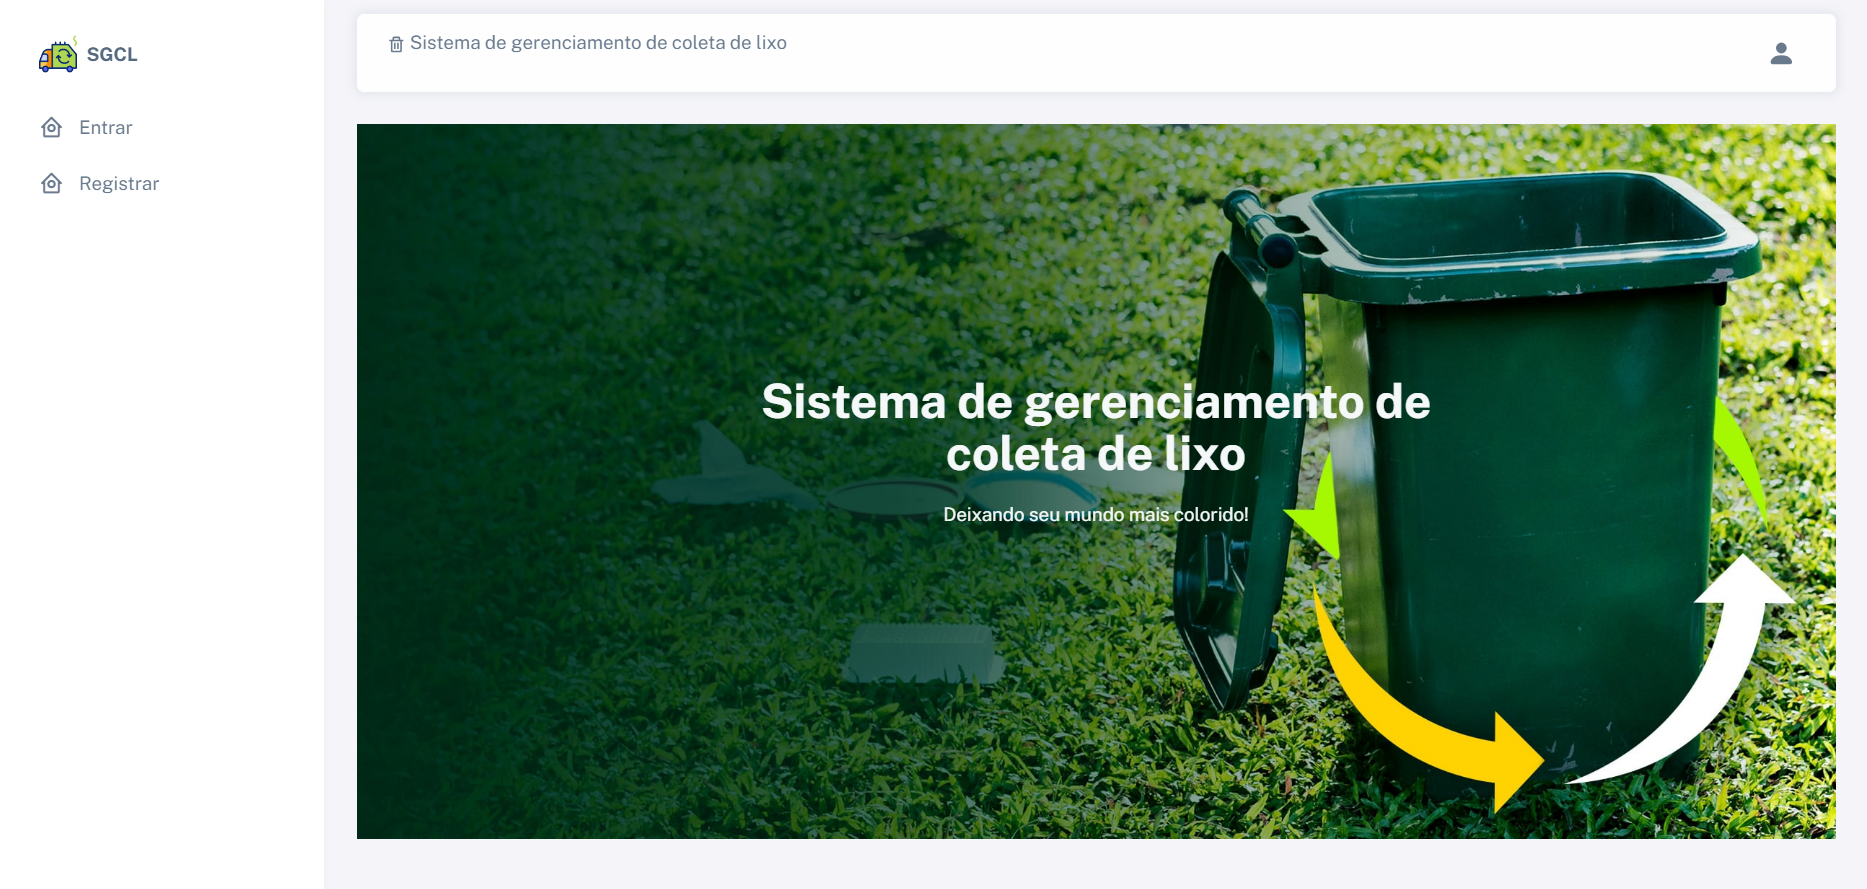 SGCL
Entrar
Registrar
Sistema de gerenciamento de coleta de lixo
Sistema de gerenciamento de
coleta de lixo
Deixando seu mundo mais colorido!